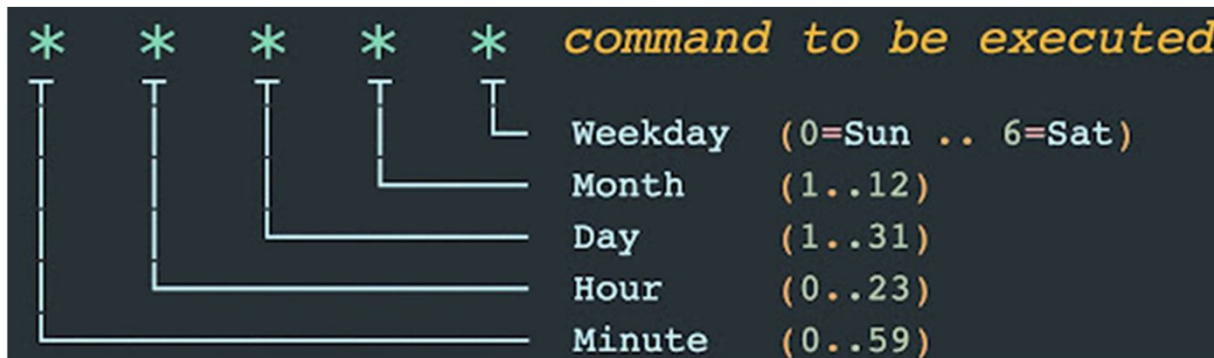 * * * * * command to be executed
Weekday (0=Sun .. 6=Sat)
Month (1..12)
Day (1..31)
Hour (0..23)
Minute (0..59)